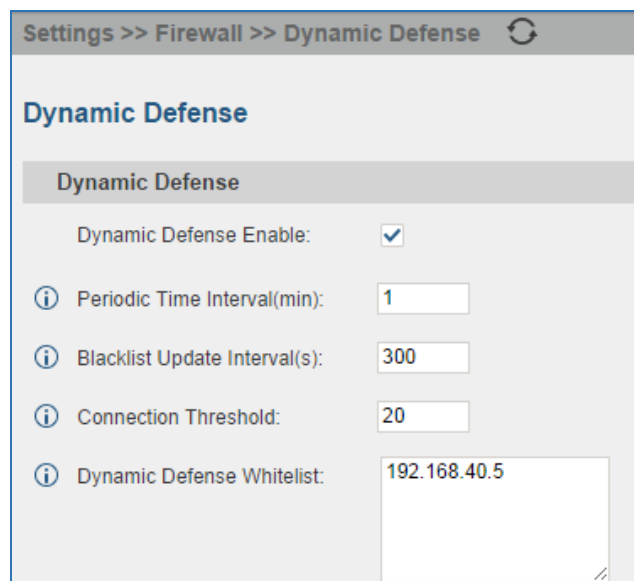 Settings >> Firewall >> Dynamic Defense
Dynamic Defense
Dynamic Defense
Dynamic Defense Enable:
Periodic Time Interval(min): 1
Blacklist Update Interval(s): 300
Connection Threshold: 20
Dynamic Defense Whitelist: 192.168.40.5